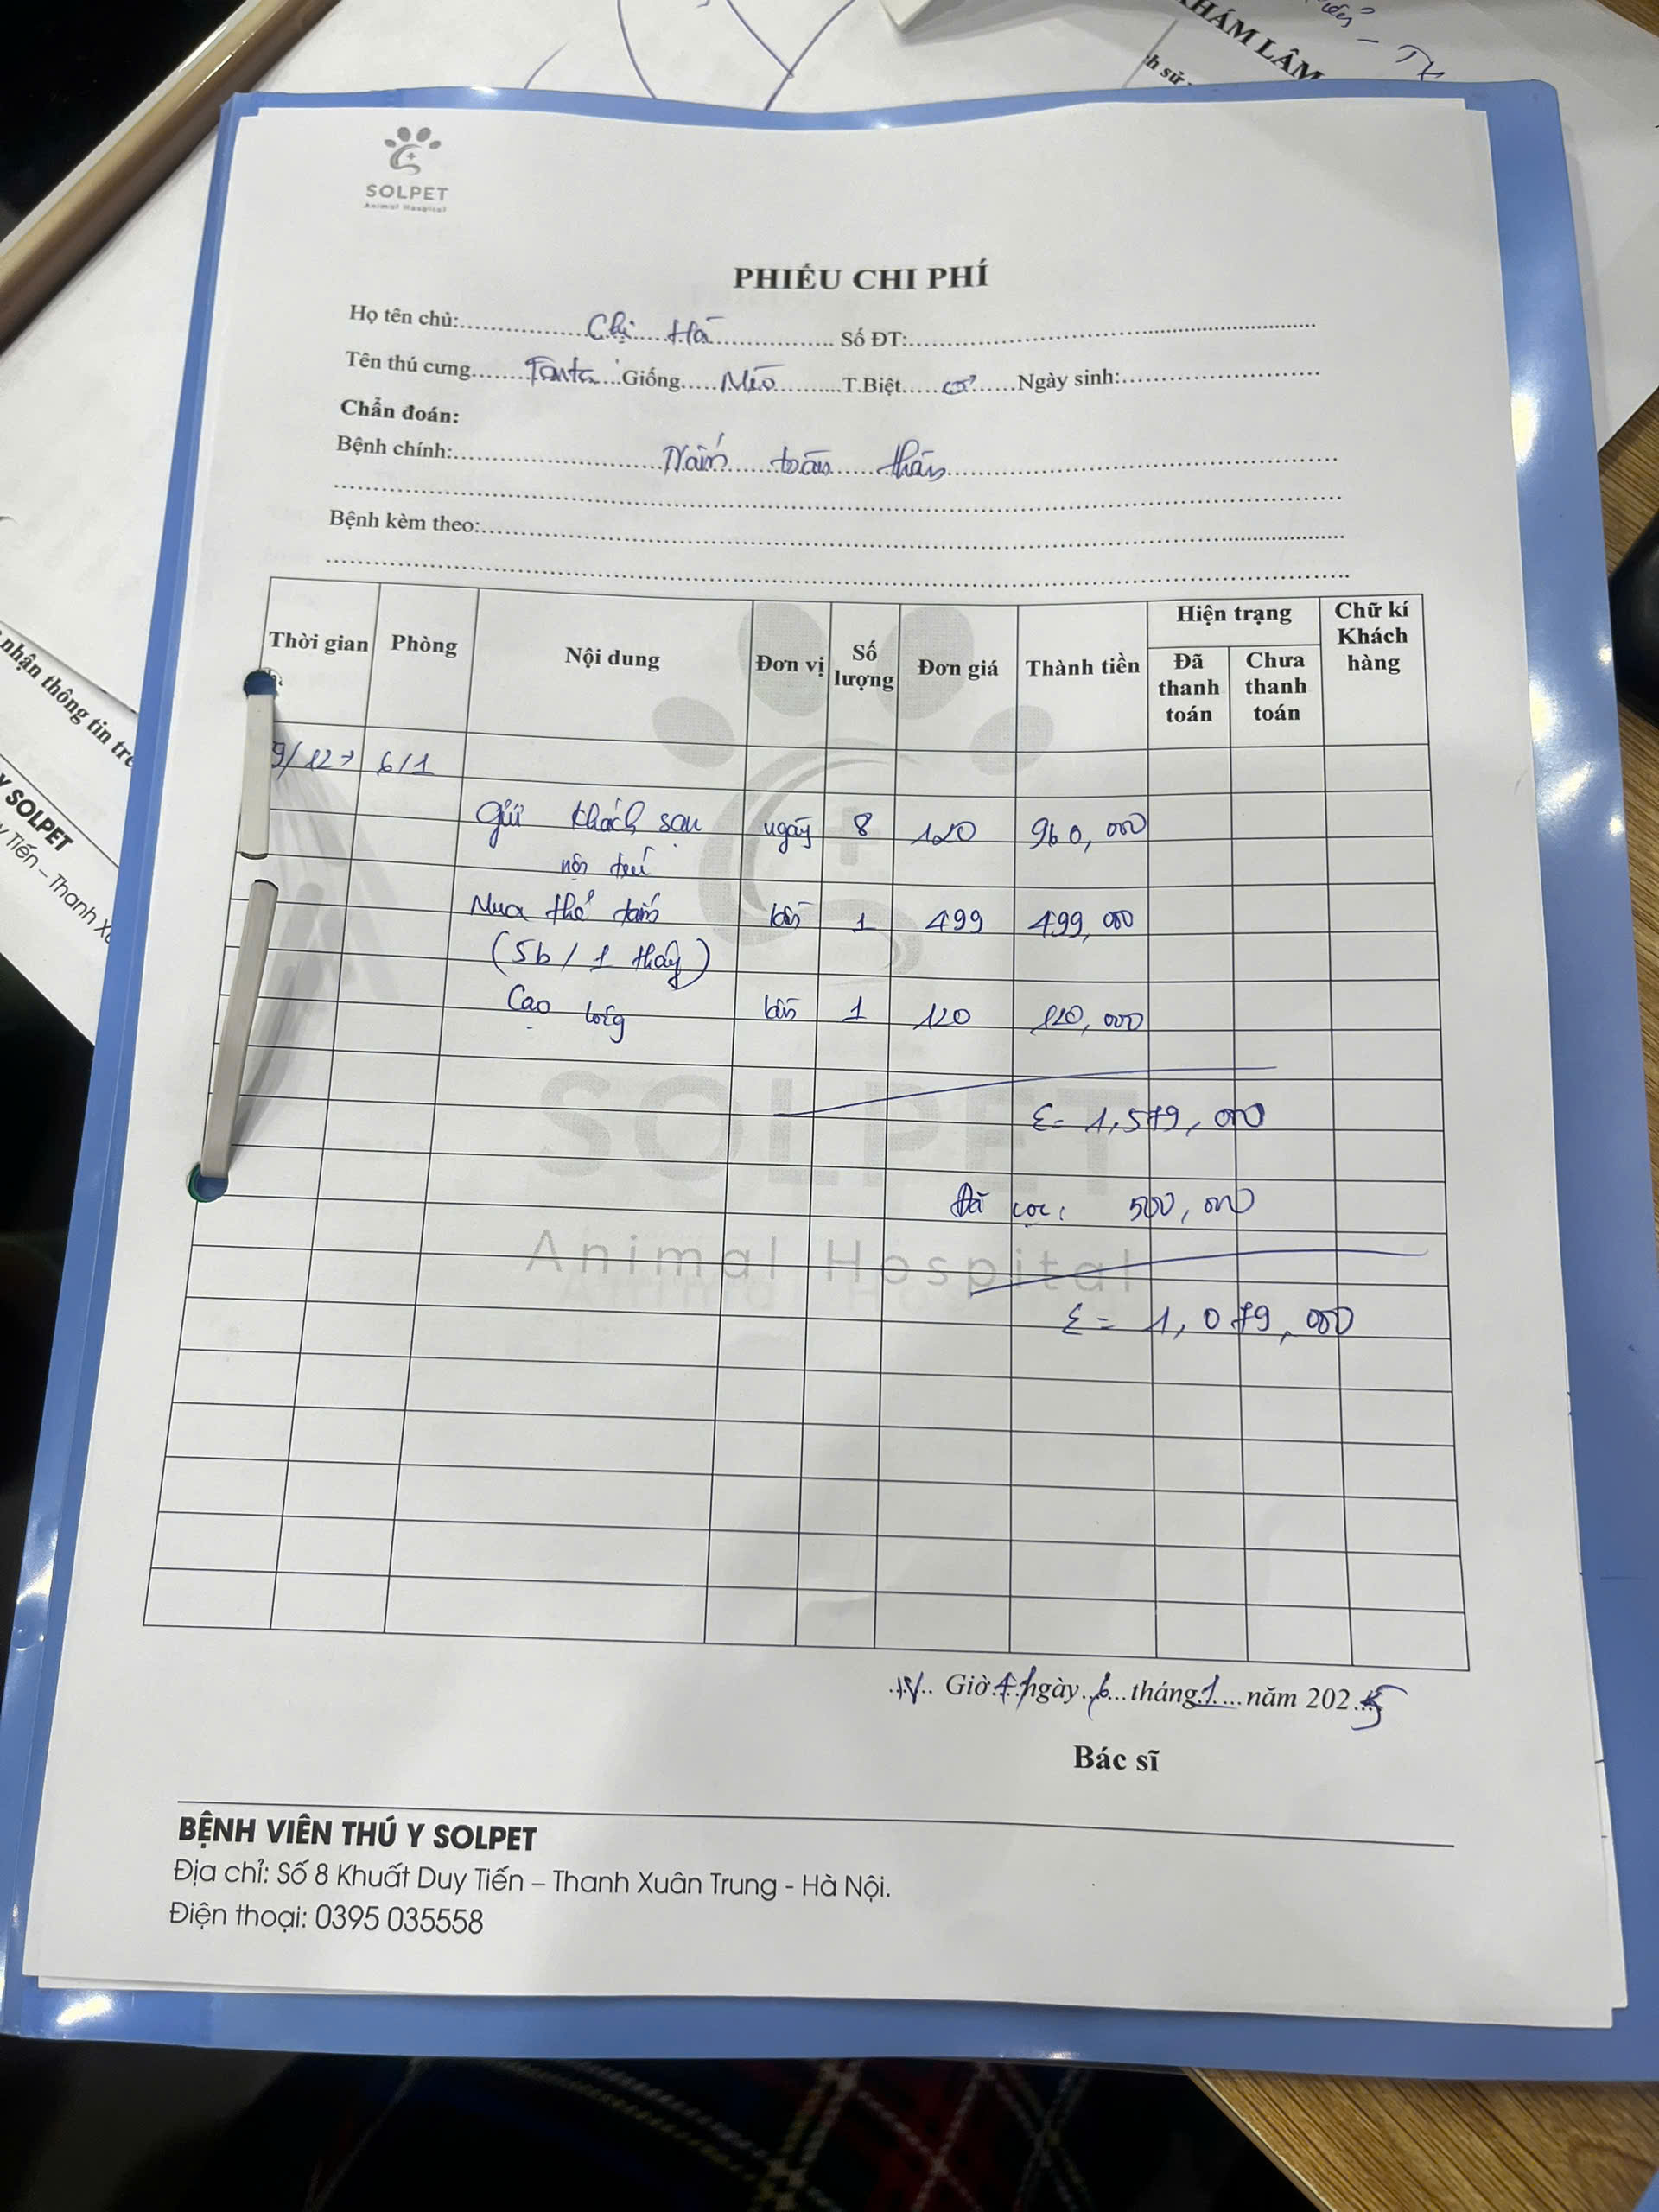 KHÁM LÂM
h sử
TH
SOLPET
Animal Hospital
PHIẾU CHI PHÍ
Họ tên chủ: Chị Hà Số ĐT:
Tên thú cưng Fanta Giống Mèo T.Biệt Ngày sinh:
Chẩn đoán:
Bệnh chính: Nấm toàn thân
Bệnh kèm theo:
Thời gian Phòng Nội dung Đơn vị Số lượng Đơn giá Thành tiền Hiện trạng Đã thanh toán Chưa thanh toán Chữ kí Khách hàng
9/12 → 6/1
Gửi khách sạn ngày 8 120 960,000
nội trú
Mua thẻ tắm lần 1 499 499,000
(5b/1 tháng)
Cạo lông lần 1 120 120,000
Σ= 1,579,000
Đã cọc: 500,000
Σ= 1,079,000
Giờ ngày 6 tháng 1 năm 2025
Bác sĩ
BỆNH VIÊN THÚ Y SOLPET
Địa chỉ: Số 8 Khuất Duy Tiến – Thanh Xuân Trung - Hà Nội.
Điện thoại: 0395 035558
nhận thông tin
Y SOLPET
Tiến – Thanh
SOLPET
Animal Hospital